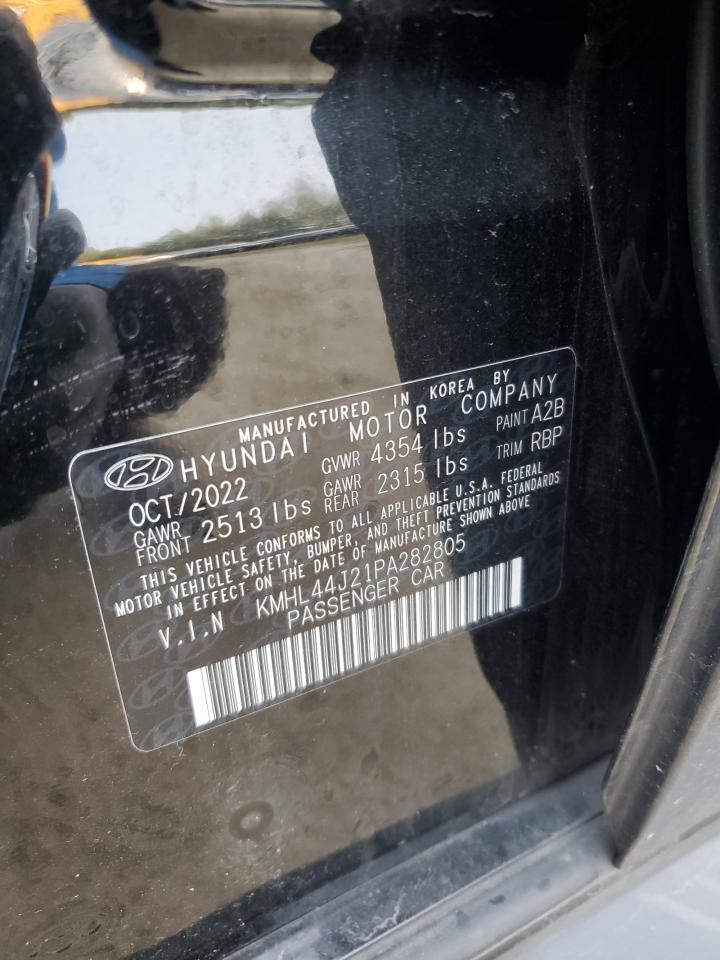 MANUFACTURED IN KOREA BY
HYUNDAI MOTOR COMPANY
OCT/2022 GVWR 4354 lbs PAINT A2B
GAWR FRONT 2513 lbs GAWR REAR 2315 lbs TRIM RBP
THIS VEHICLE CONFORMS TO ALL APPLICABLE U.S.A. FEDERAL
MOTOR VEHICLE SAFETY, BUMPER, AND THEFT PREVENTION STANDARDS
IN EFFECT ON THE DATE OF MANUFACTURE SHOWN ABOVE
V.I.N KMHL44J21PA282805
PASSENGER CAR